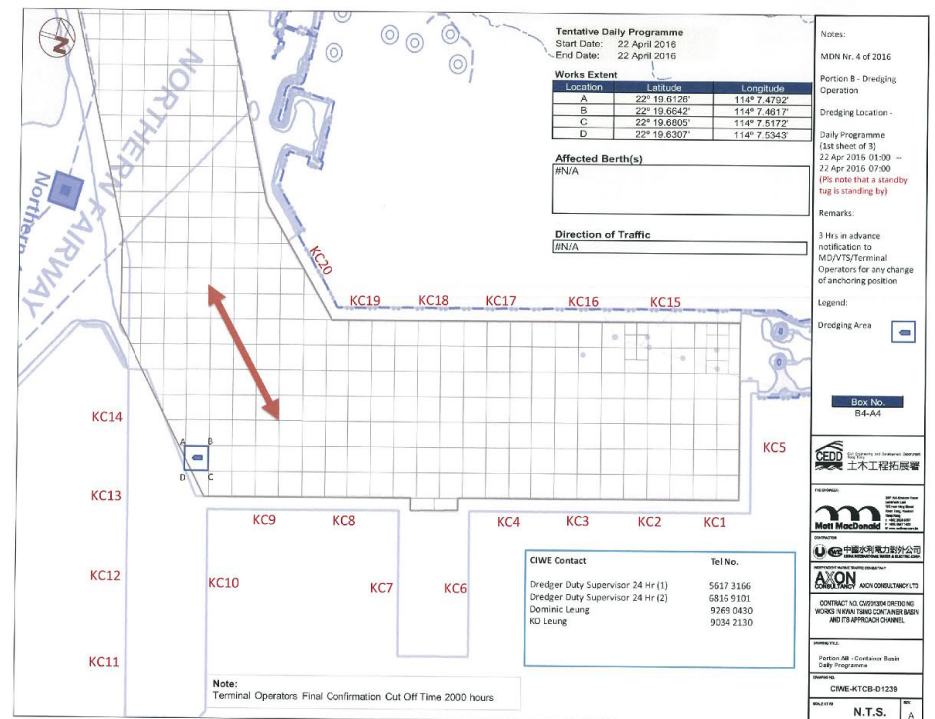 N
NORTHERN FAIRWAY
Northern
Tentative Daily Programme
Start Date: 22 April 2016
End Date: 22 April 2016
Works Extent
Location Latitude Longitude
A 22° 19.6126' 114° 7.4792'
B 22° 19.6642' 114° 7.4617'
C 22° 19.6805' 114° 7.5172'
D 22° 19.6307' 114° 7.5343'
Affected Berth(s)
#N/A
Direction of Traffic
#N/A
KC20
KC19 KC18 KC17 KC16 KC15
KC14
A B
D C
KC13
KC5
KC9 KC8 KC4 KC3 KC2 KC1
KC12
KC10
KC7 KC6
KC11
CIWE Contact Tel No.
Dredger Duty Supervisor 24 Hr (1) 5617 3166
Dredger Duty Supervisor 24 Hr (2) 6816 9101
Dominic Leung 9269 0430
KD Leung 9034 2130
Note:
Terminal Operators Final Confirmation Cut Off Time 2000 hours
Notes:
MDN Nr. 4 of 2016
Portion B - Dredging
Operation
Dredging Location -
Daily Programme
(1st sheet of 3)
22 Apr 2016 01:00 –
22 Apr 2016 07:00
(Pls note that a standby
tug is standing by)
Remarks:
3 Hrs in advance
notification to
MD/VTS/Terminal
Operators for any change
of anchoring position
Legend:
Dredging Area
Box No.
B4-A4
CEDD
土木工程拓展署
THE ENGINEER
Mott MacDonald
CONTRACTOR
中國水利電力對外公司
AXON
CONSULTANCY
AXON CONSULTANCY LTD
CONTRACT NO. CV/2013/04 DREDGING
WORKS IN KWAI TSING CONTAINER BASIN
AND ITS APPROACH CHANNEL
DRAWING TITLE
Portion AB - Container Basin
Daily Programme
DRAWING NO.
CIWE-KTCB-D1239
N.T.S.
A